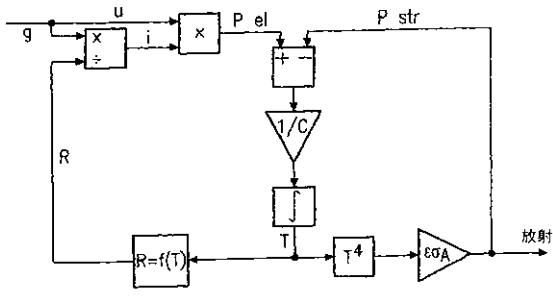 u
P el
P str
g
×
÷
i
×
+ −
1/C
R
∫
T
R=f(T)
T⁴
εσA
放射